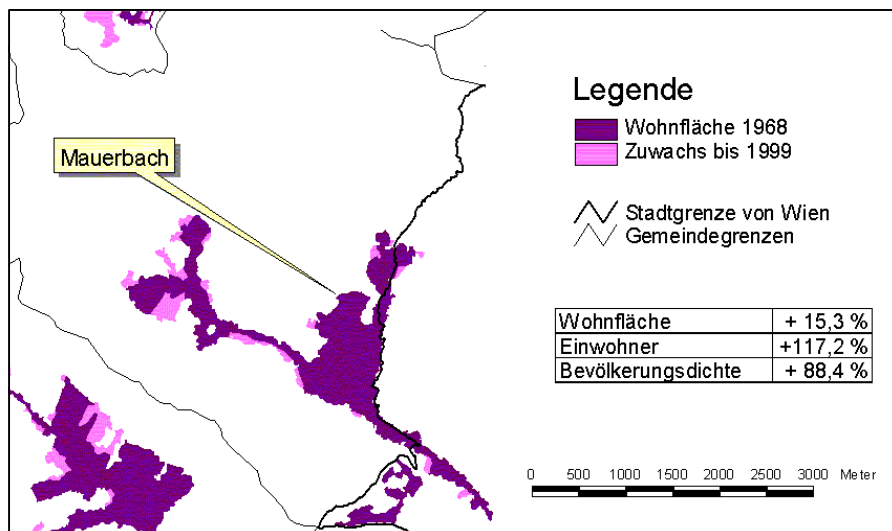 Legende
Wohnfläche 1968
Zuwachs bis 1999
Mauerbach
Stadtgrenze von Wien
Gemeindegrenzen
Wohnfläche + 15,3 %
Einwohner +117,2 %
Bevölkerungsdichte + 88,4 %
0 500 1000 1500 2000 2500 3000 Meter